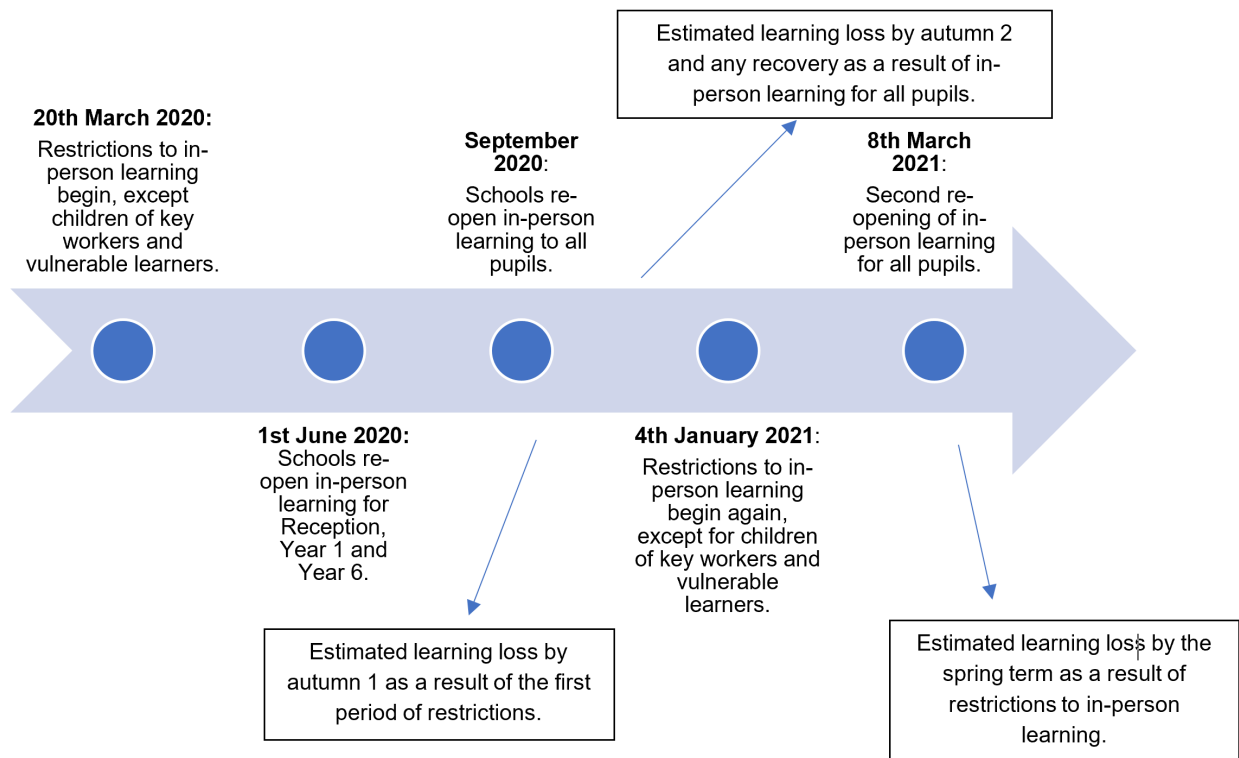 Estimated learning loss by autumn 2
and any recovery as a result of in-
person learning for all pupils.
20th March 2020:
Restrictions to in-
person learning
begin, except
children of key
workers and
vulnerable learners.
September
2020:
Schools re-
open in-person
learning to all
pupils.
8th March
2021:
Second re-
opening of in-
person learning
for all pupils.
1st June 2020:
Schools re-
open in-person
learning for
Reception,
Year 1 and
Year 6.
4th January 2021:
Restrictions to in-
person learning
begin again,
except for children
of key workers and
vulnerable
learners.
Estimated learning loss by
autumn 1 as a result of the first
period of restrictions.
Estimated learning loss by the
spring term as a result of
restrictions to in-person
learning.